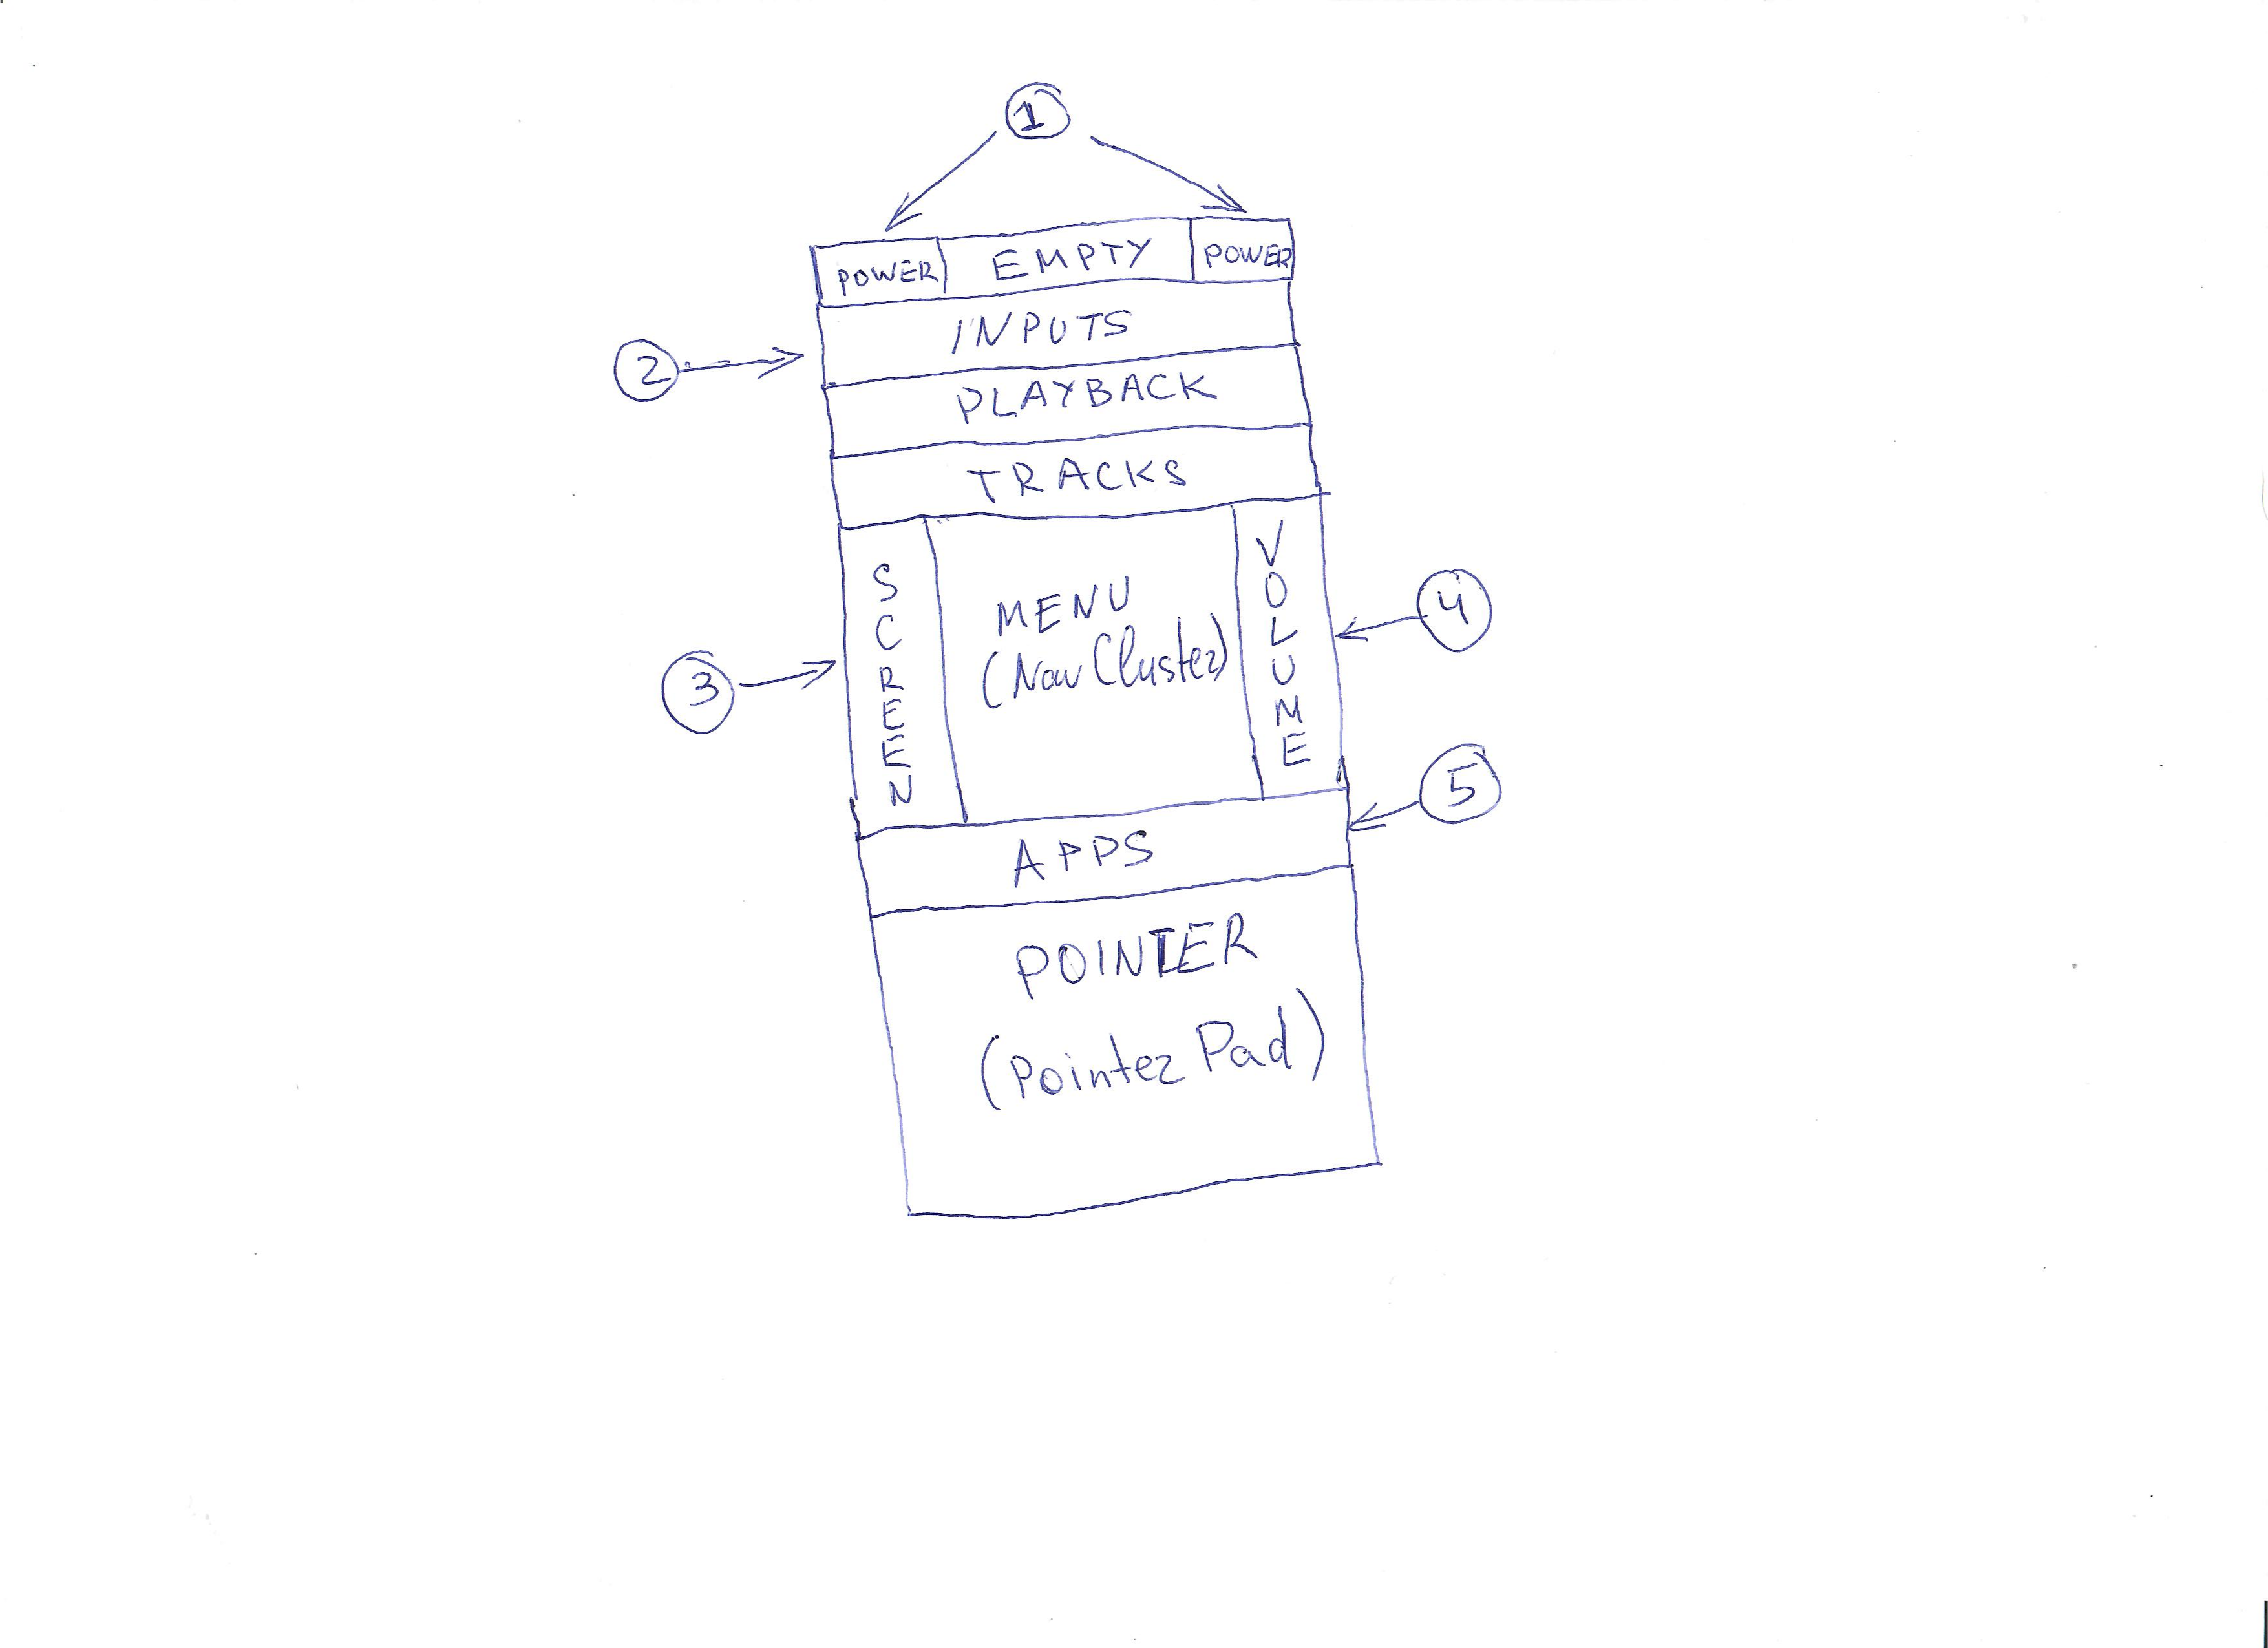 1
POWER EMPTY POWER
INPUTS
2
PLAYBACK
TRACKS
SCREEN
MENU
(Nav Cluster)
VOLUME
3
4
5
APPS
POINTER
(Pointer Pad)